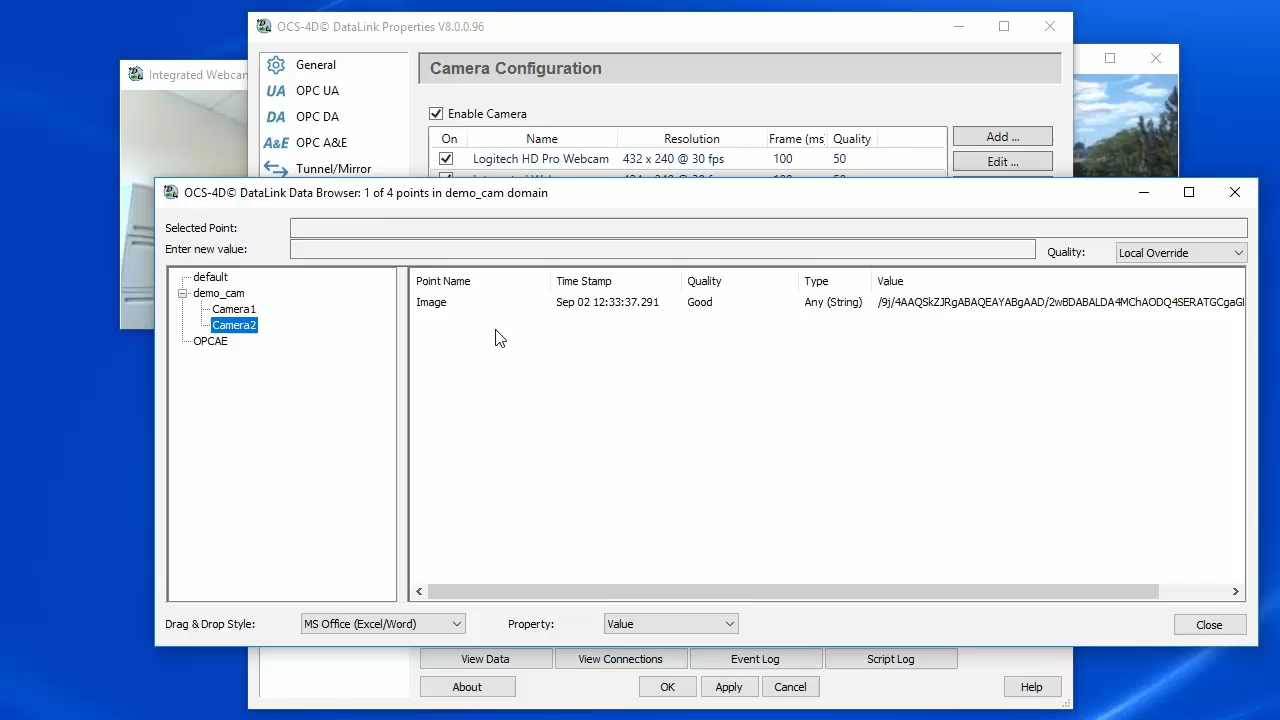 OCS-4D© DataLink Properties V8.0.0.96
Integrated Webcam
General
OPC UA
OPC DA
A&E OPC A&E
Tunnel/Mirror
UA
DA
Camera Configuration
Enable Camera
On Name Resolution Frame (ms) Quality
Logitech HD Pro Webcam 432 x 240 @ 30 fps 100 50
Add ...
Edit ...
OCS-4D© DataLink Data Browser: 1 of 4 points in demo_cam domain
Selected Point:
Enter new value:
Quality: Local Override
default
demo_cam
Camera1
Camera2
OPCAE
Point Name Time Stamp Quality Type Value
Image Sep 02 12:33:37.291 Good Any (String) /9j/4AAQSkZJRgABAQEAYABgAAD/2wBDABALDA4MChAODQ4SERATGCgaG
Drag & Drop Style: MS Office (Excel/Word) Property: Value
Close
View Data View Connections Event Log Script Log
About OK Apply Cancel Help